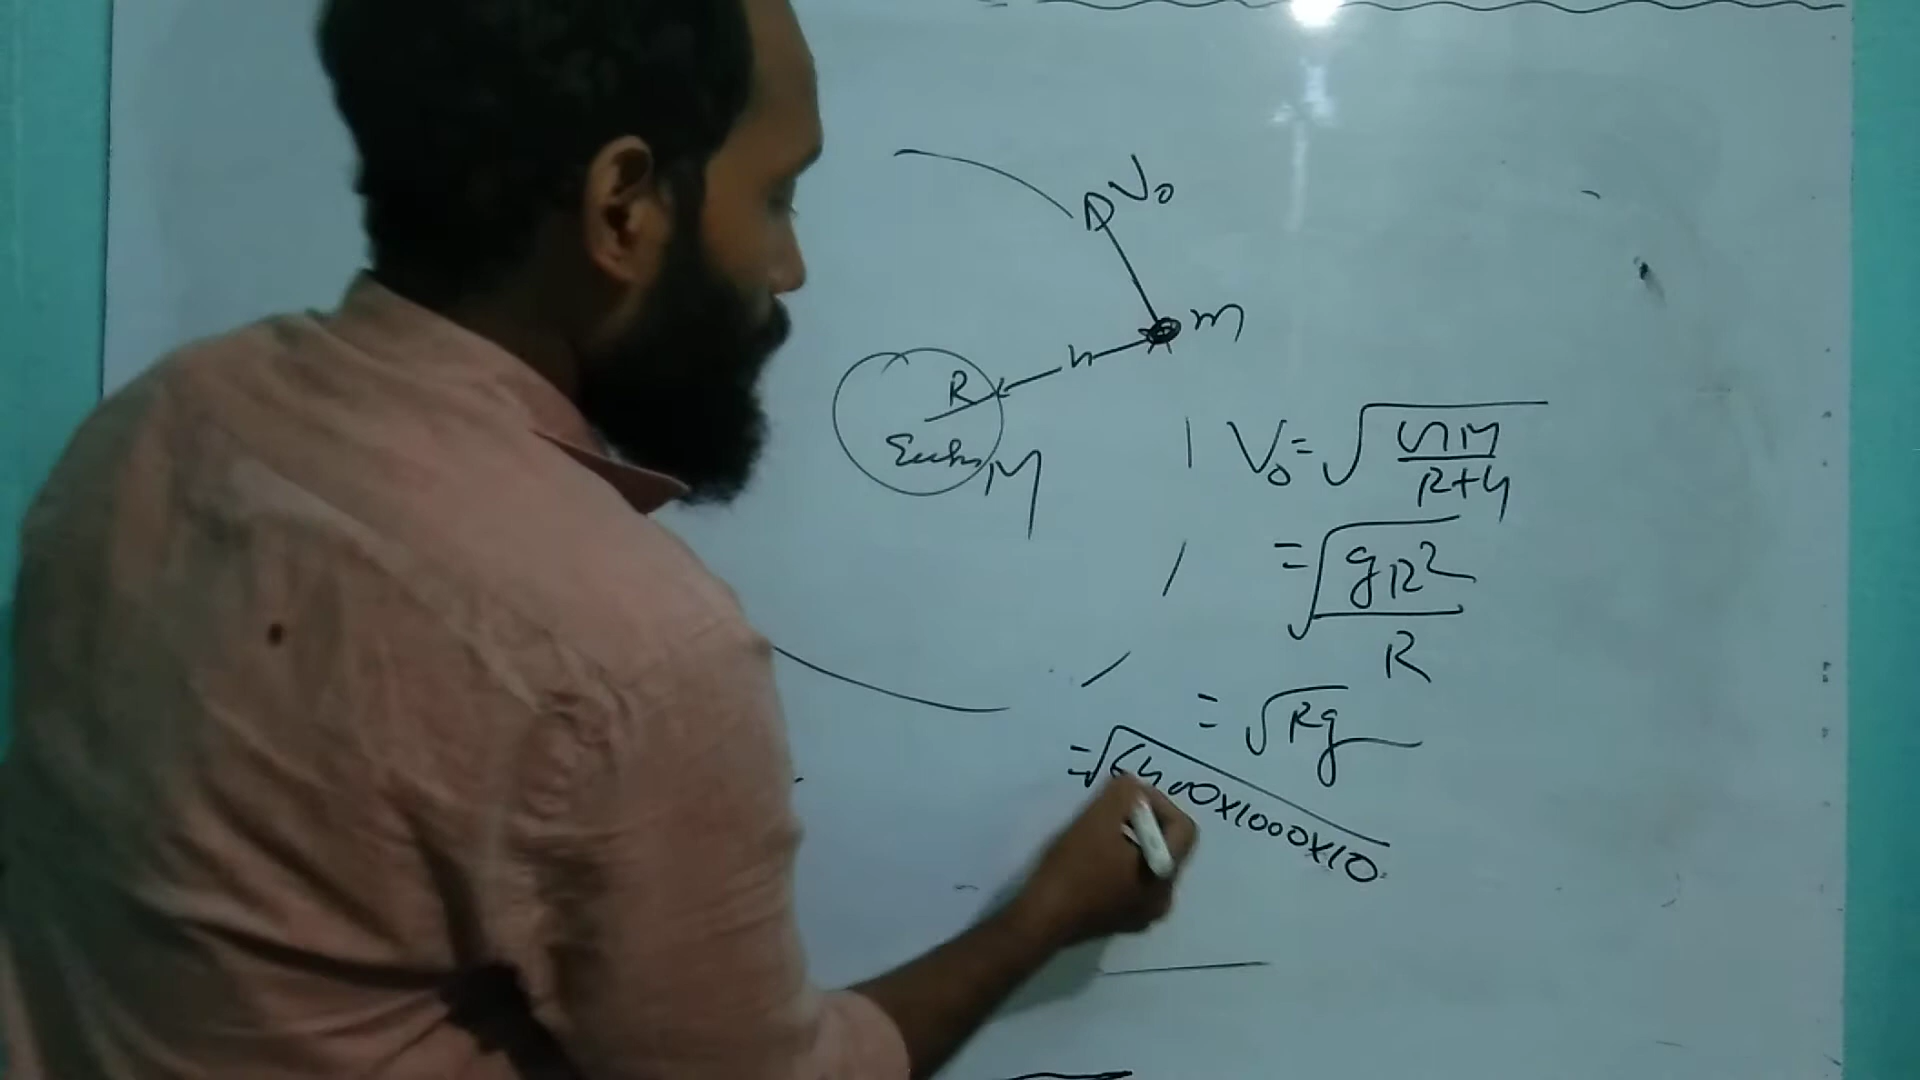 V₀
m
h
R
Earth
M
V₀ = √(GM / R+h)
= √(gR² / R)
= √Rg
= √6400×1000×10